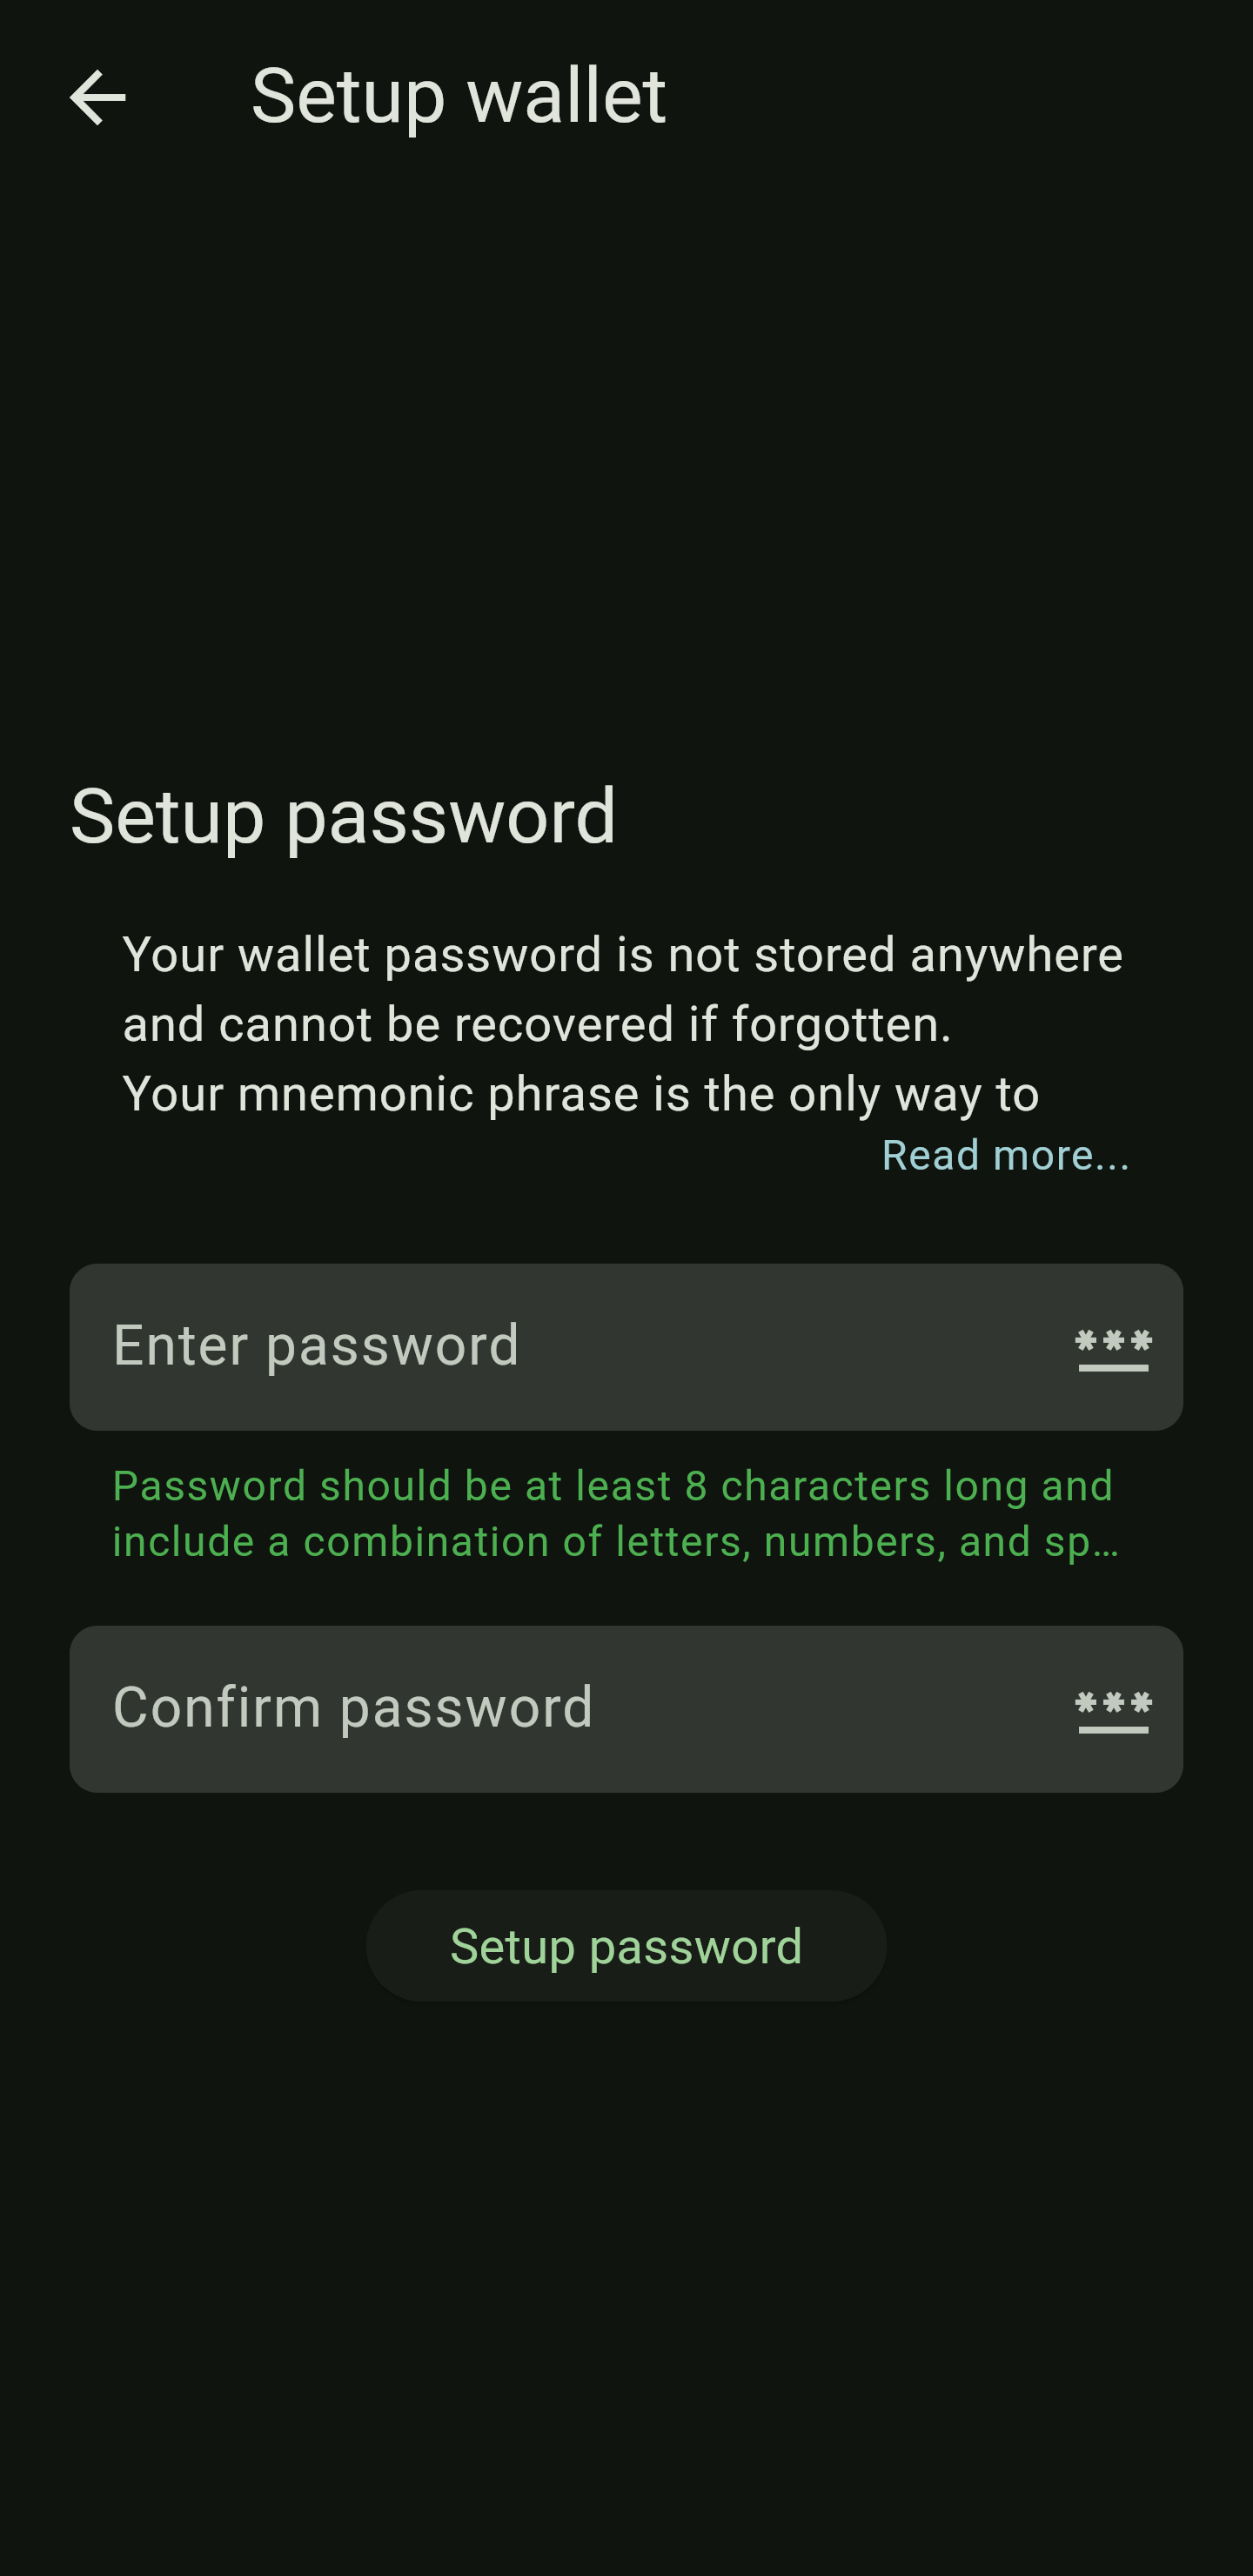 Setup wallet
Setup password
Your wallet password is not stored anywhere
and cannot be recovered if forgotten.
Your mnemonic phrase is the only way to
Read more...
Enter password
Password should be at least 8 characters long and
include a combination of letters, numbers, and sp…
Confirm password
Setup password